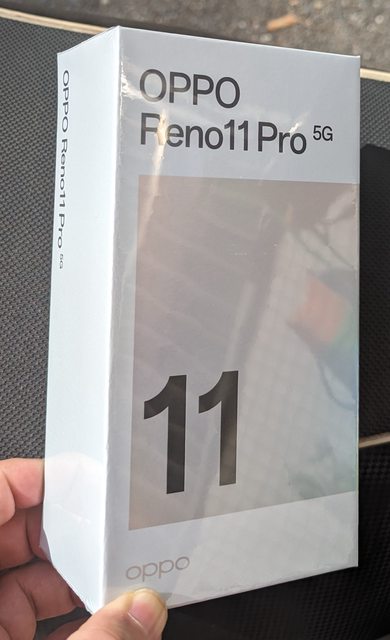 OPPO
Reno11 Pro 5G
11
oppo
OPPO Reno11 Pro 5G